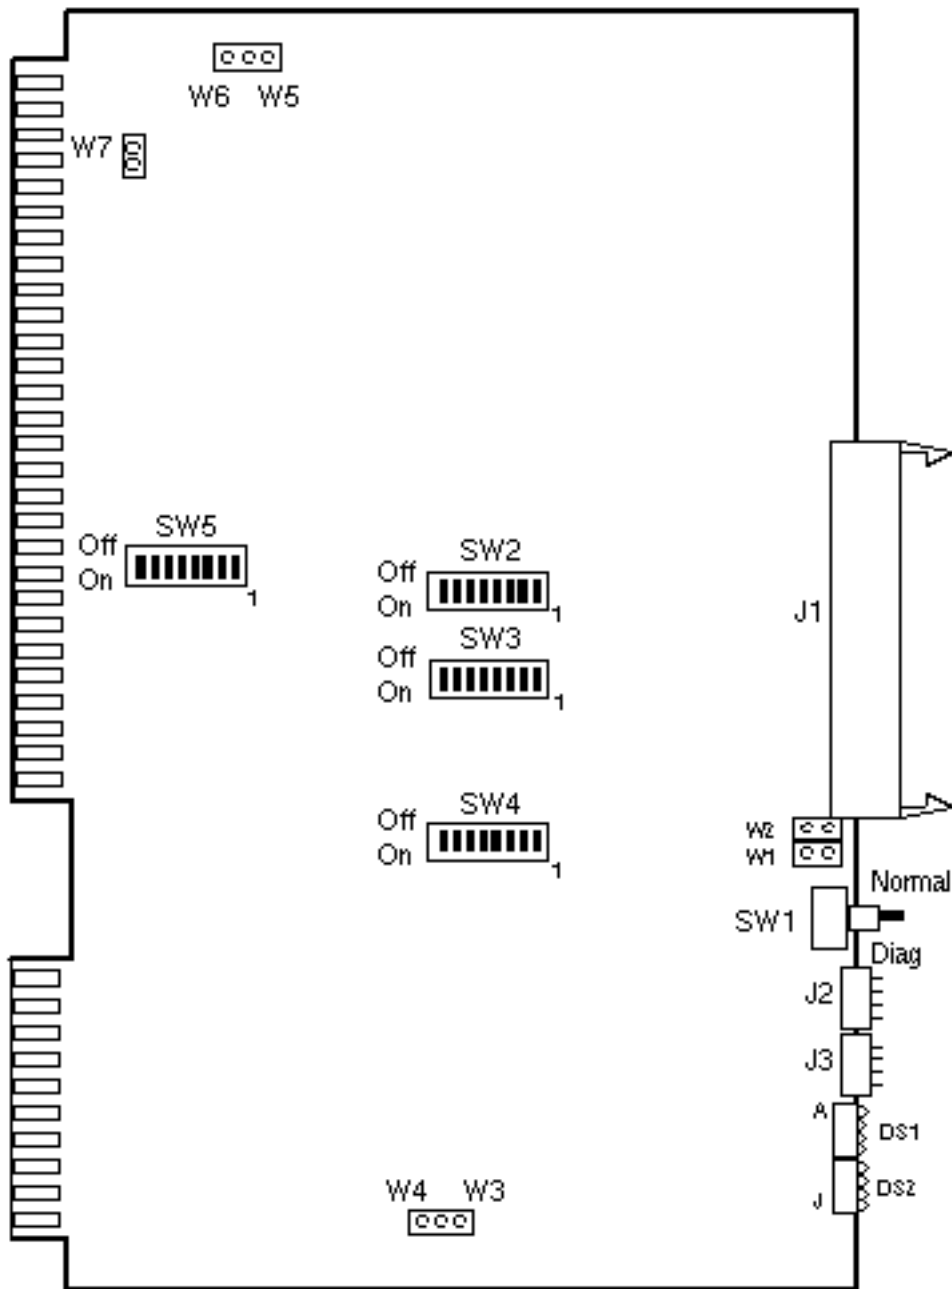 W6 W5
W7
SW5
Off
On
1
SW2
Off
On
1
SW3
Off
On
1
J1
SW4
Off
On
1
W2
W1
Normal
SW1
Diag
J2
J3
A
DS1
DS2
J
W4 W3